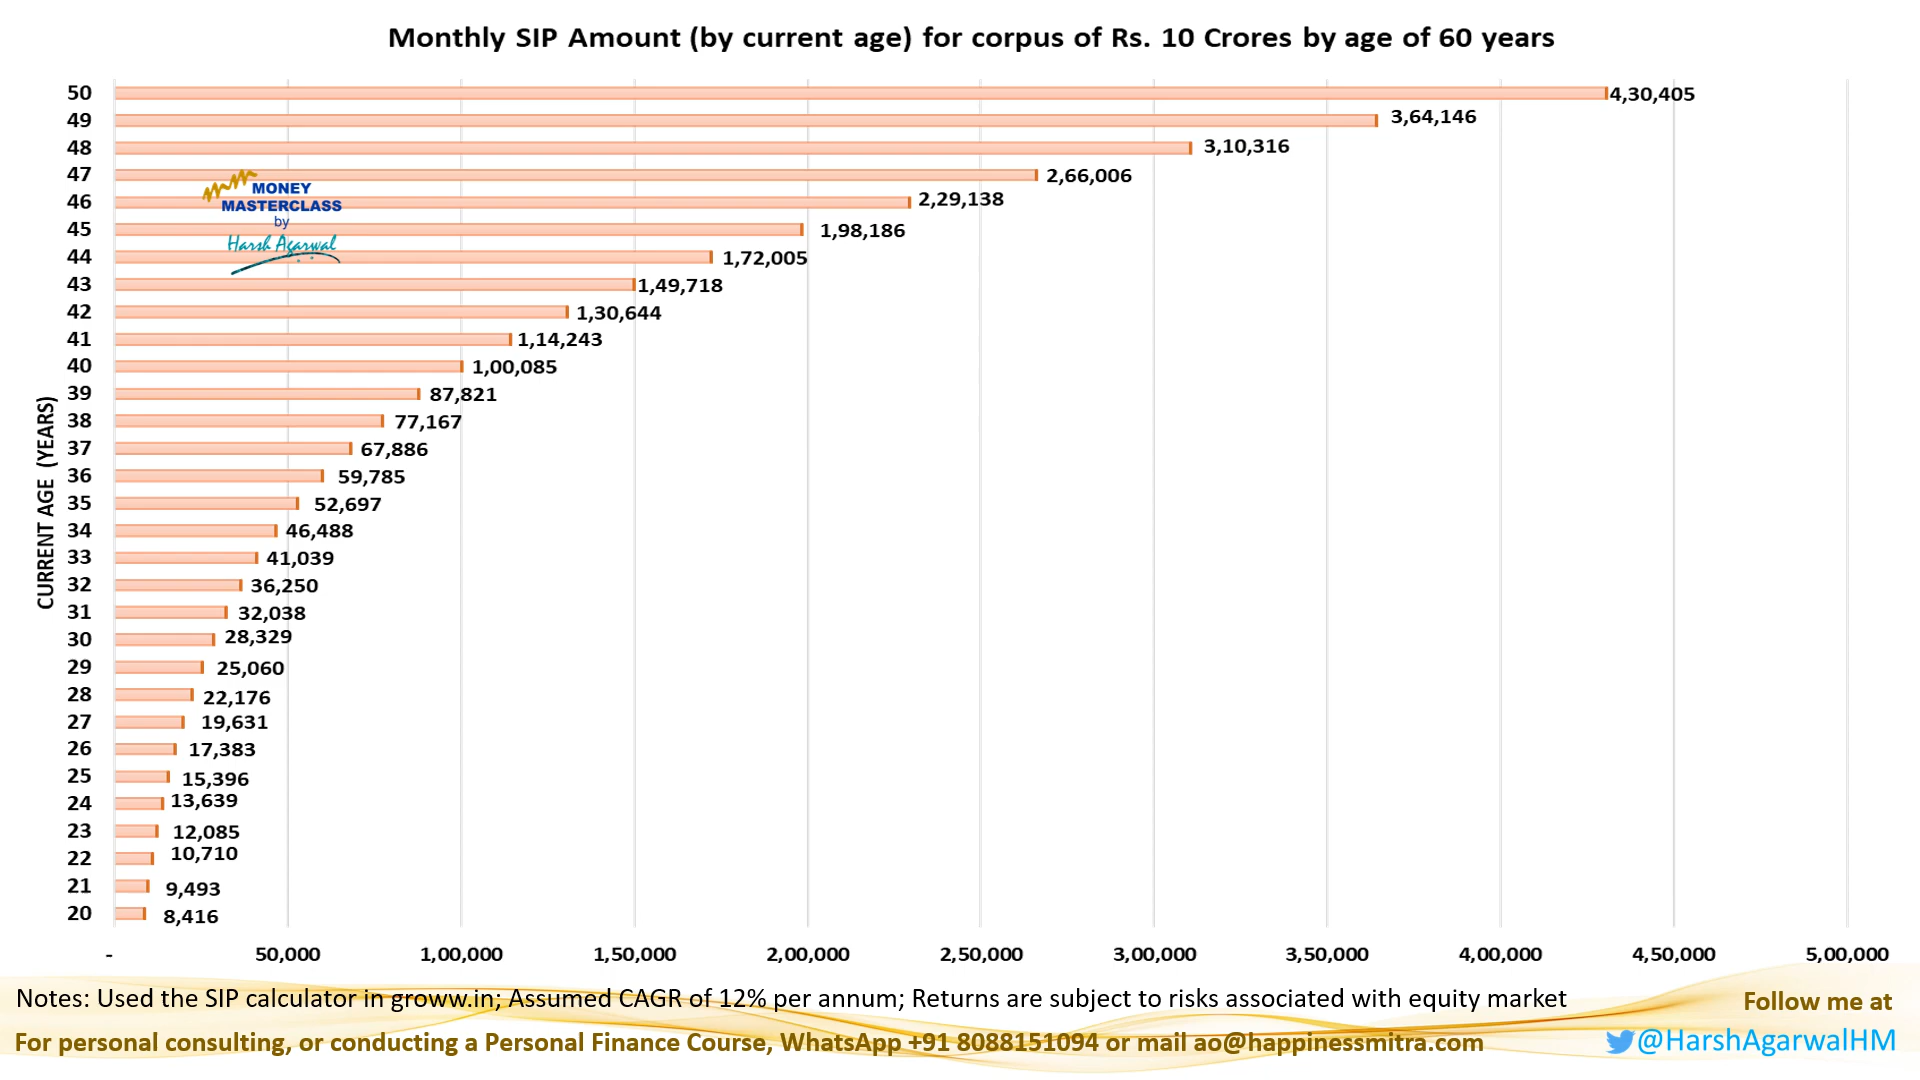 Monthly SIP Amount (by current age) for corpus of Rs. 10 Crores by age of 60 years
50 4,30,405
49 3,64,146
48 3,10,316
47 2,66,006
46 2,29,138
45 1,98,186
44 1,72,005
43 1,49,718
42 1,30,644
41 1,14,243
40 1,00,085
39 87,821
38 77,167
37 67,886
36 59,785
35 52,697
34 46,488
33 41,039
32 36,250
31 32,038
30 28,329
29 25,060
28 22,176
27 19,631
26 17,383
25 15,396
24 13,639
23 12,085
22 10,710
21 9,493
20 8,416
MONEY
MASTERCLASS
by
Harsh Agarwal
CURRENT AGE (YEARS)
- 50,000 1,00,000 1,50,000 2,00,000 2,50,000 3,00,000 3,50,000 4,00,000 4,50,000 5,00,000
Notes: Used the SIP calculator in groww.in; Assumed CAGR of 12% per annum; Returns are subject to risks associated with equity market
Follow me at
For personal consulting, or conducting a Personal Finance Course, WhatsApp +91 8088151094 or mail ao@happinessmitra.com
@HarshAgarwalHM